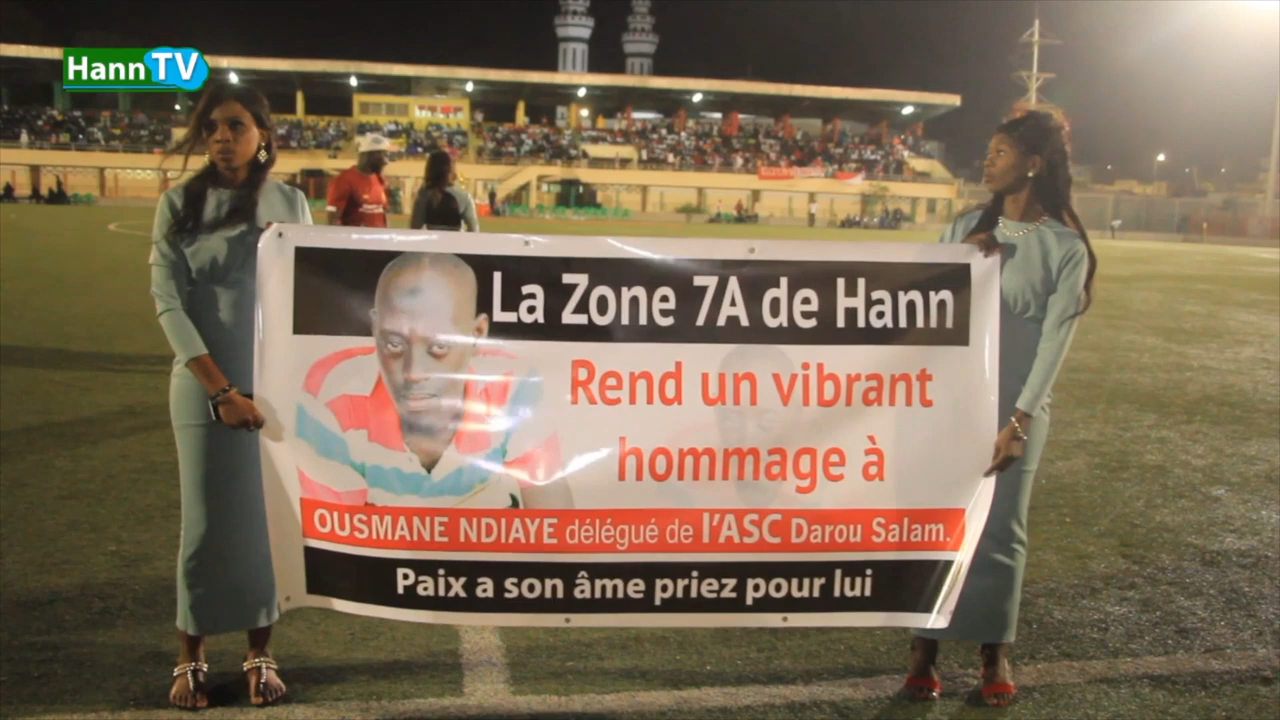 HannTV
La Zone 7A de Hann
Rend un vibrant
hommage à
OUSMANE NDIAYE délégué de l'ASC Darou Salam.
Paix a son âme priez pour lui